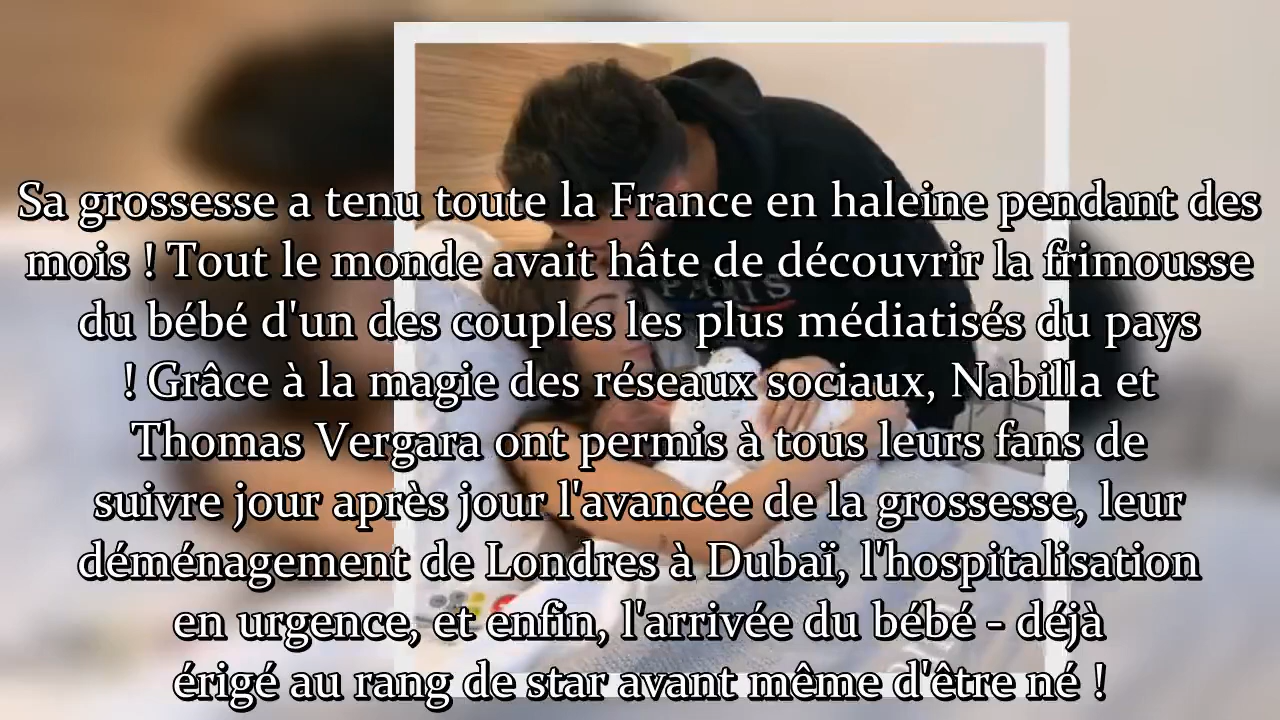 Sa grossesse a tenu toute la France en haleine pendant des
mois ! Tout le monde avait hâte de découvrir la frimousse
du bébé d'un des couples les plus médiatisés du pays
! Grâce à la magie des réseaux sociaux, Nabilla et
Thomas Vergara ont permis à tous leurs fans de
suivre jour après jour l'avancée de la grossesse, leur
déménagement de Londres à Dubaï, l'hospitalisation
en urgence, et enfin, l'arrivée du bébé - déjà
érigé au rang de star avant même d'être né !
PARIS